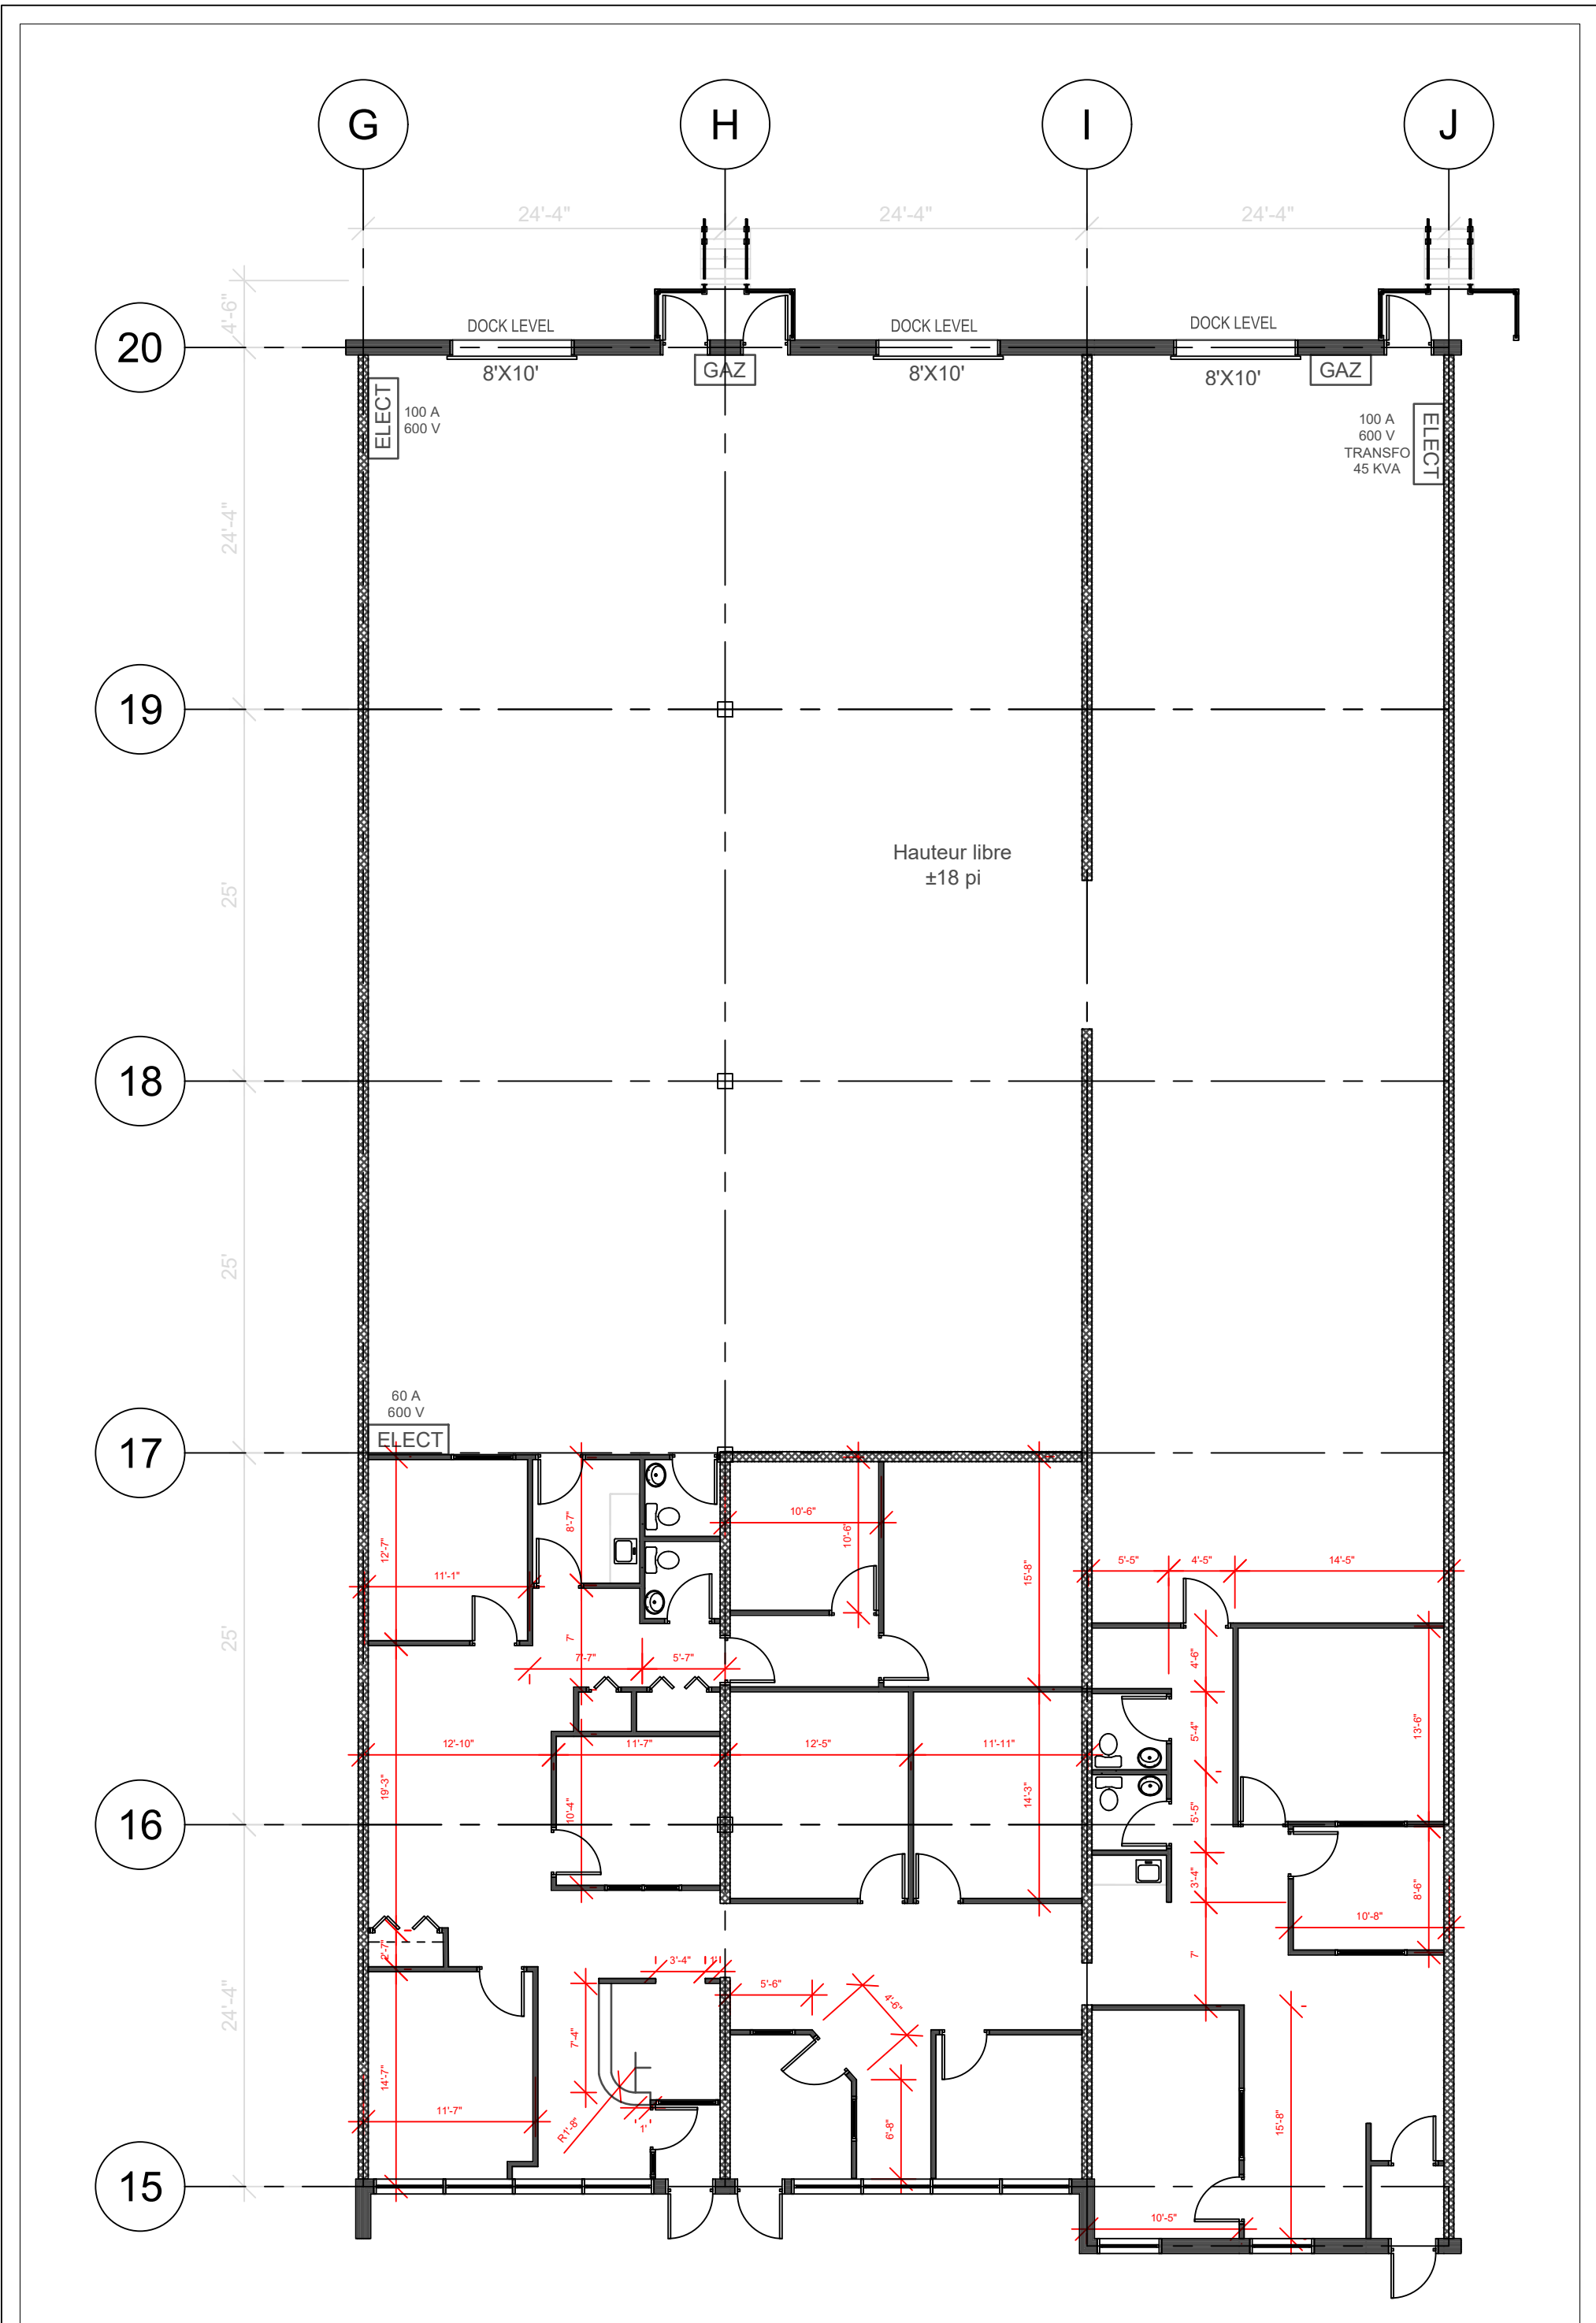 G
H
I
J
24'-4"
24'-4"
24'-4"
4'-6"
20
DOCK LEVEL
DOCK LEVEL
DOCK LEVEL
8'X10'
GAZ
8'X10'
8'X10'
GAZ
ELECT
100 A
600 V
100 A
600 V
TRANSFO
45 KVA
ELECT
24'-4"
19
Hauteur libre
±18 pi
25'
18
25'
60 A
600 V
ELECT
17
12'-7"
11'-1"
8'-7"
10'-6"
10'-6"
15'-8"
5'-5"
4'-5"
14'-5"
25'
7'
7'-7"
5'-7"
4'-6"
13'-6"
12'-10"
11'-7"
12'-5"
11'-11"
5'-4"
19'-3"
10'-4"
14'-3"
5'-5"
16
3'-4"
8'-6"
10'-8"
2'-7"
3'-4"
1'
7'
5'-6"
4'-6"
24'-4"
7'-4"
14'-7"
11'-7"
R1'-8"
1'
6'-8"
15'-8"
15
10'-5"